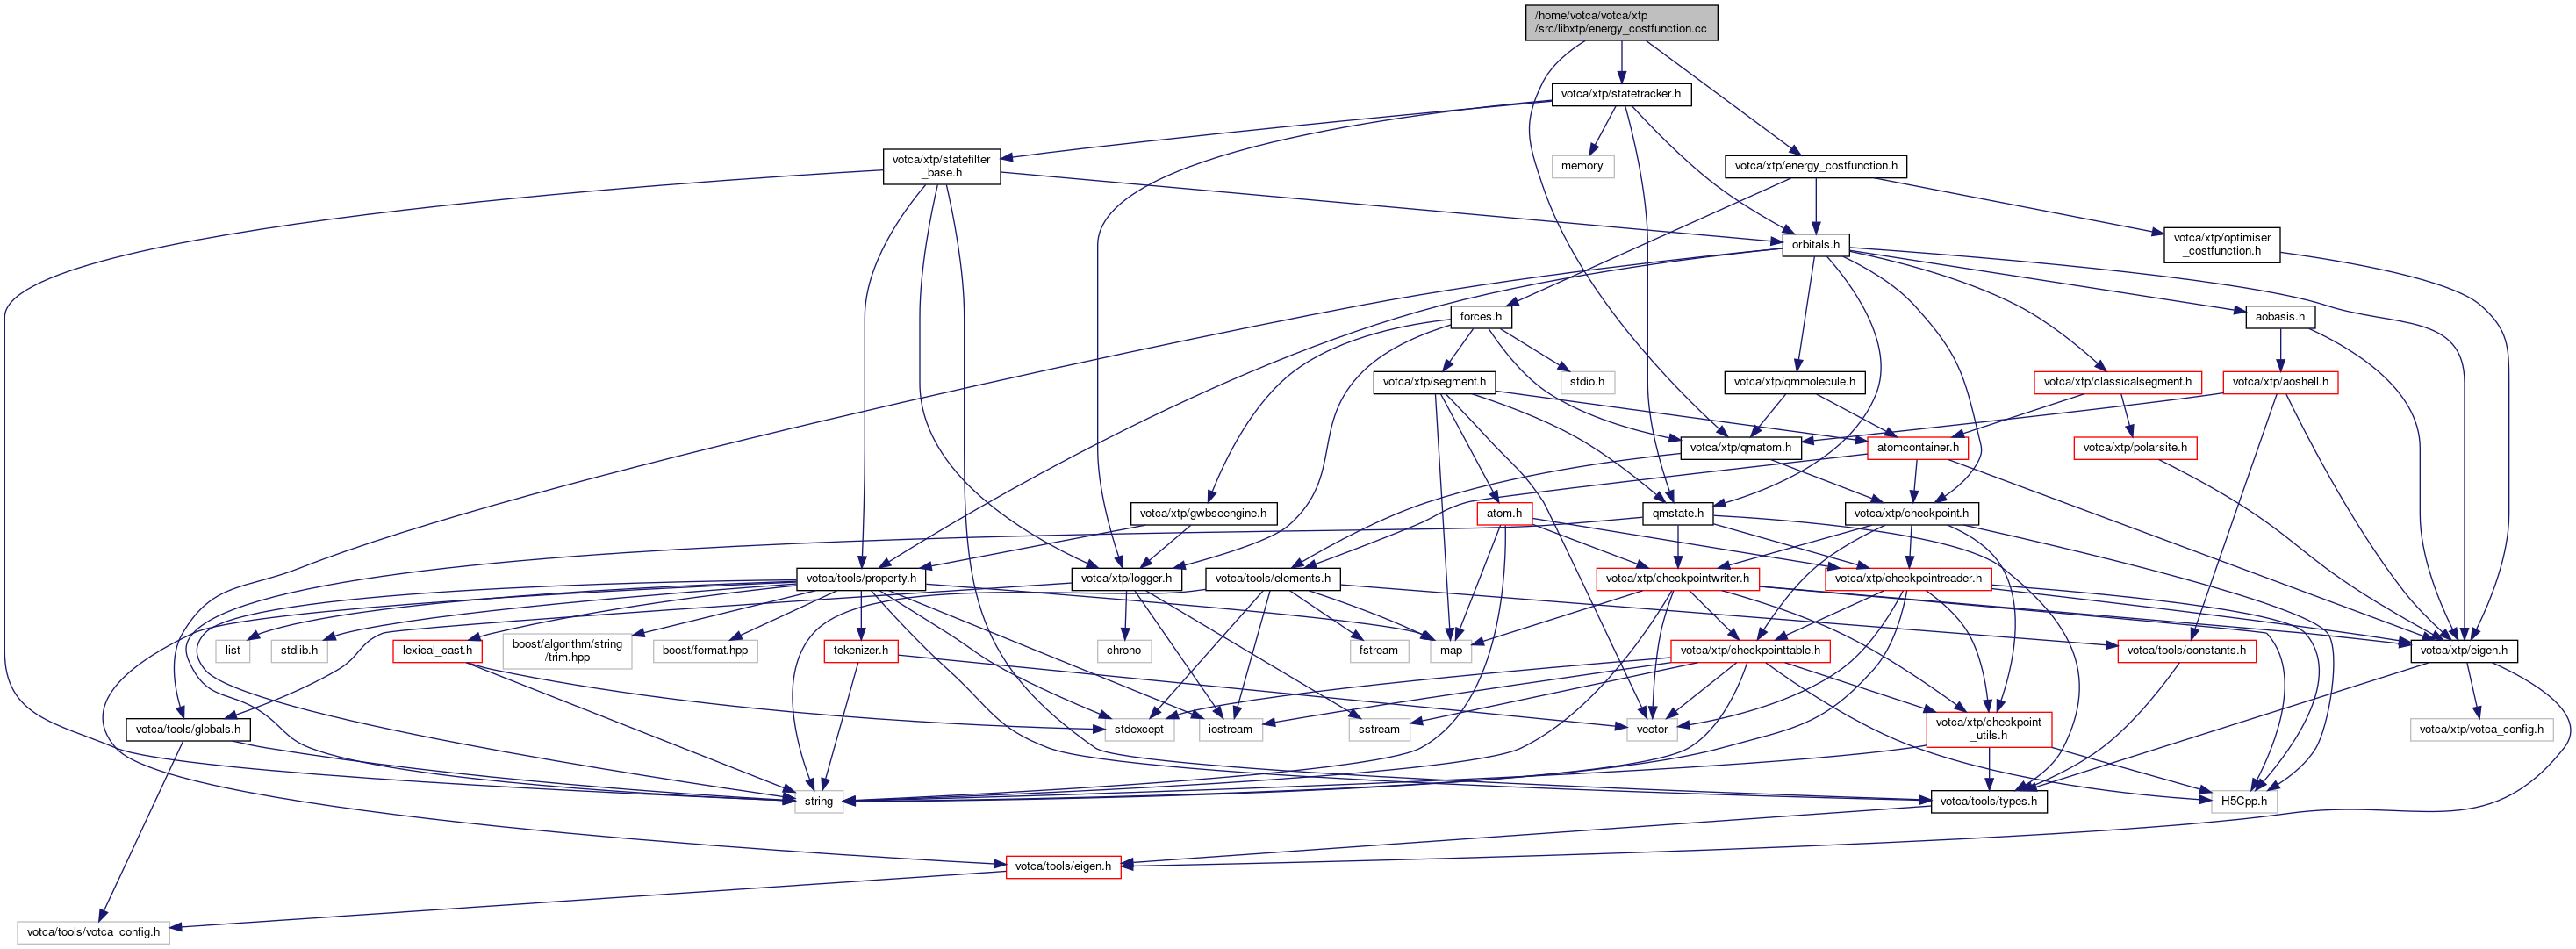 /home/votca/votca/xtp
/src/libxtp/energy_costfunction.cc
votca/xtp/statetracker.h
votca/xtp/statefilter
_base.h
memory
votca/xtp/energy_costfunction.h
orbitals.h
votca/xtp/optimiser
_costfunction.h
forces.h
aobasis.h
votca/xtp/segment.h
stdio.h
votca/xtp/qmmolecule.h
votca/xtp/classicalsegment.h
votca/xtp/aoshell.h
votca/xtp/qmatom.h
atomcontainer.h
votca/xtp/polarsite.h
votca/xtp/gwbseengine.h
atom.h
qmstate.h
votca/xtp/checkpoint.h
votca/tools/property.h
votca/xtp/logger.h
votca/tools/elements.h
votca/xtp/checkpointwriter.h
votca/xtp/checkpointreader.h
list
stdlib.h
lexical_cast.h
boost/algorithm/string
/trim.hpp
boost/format.hpp
tokenizer.h
chrono
fstream
map
votca/xtp/checkpointtable.h
votca/tools/constants.h
votca/xtp/eigen.h
votca/tools/globals.h
stdexcept
iostream
sstream
vector
votca/xtp/checkpoint
_utils.h
votca/xtp/votca_config.h
string
votca/tools/types.h
H5Cpp.h
votca/tools/eigen.h
votca/tools/votca_config.h